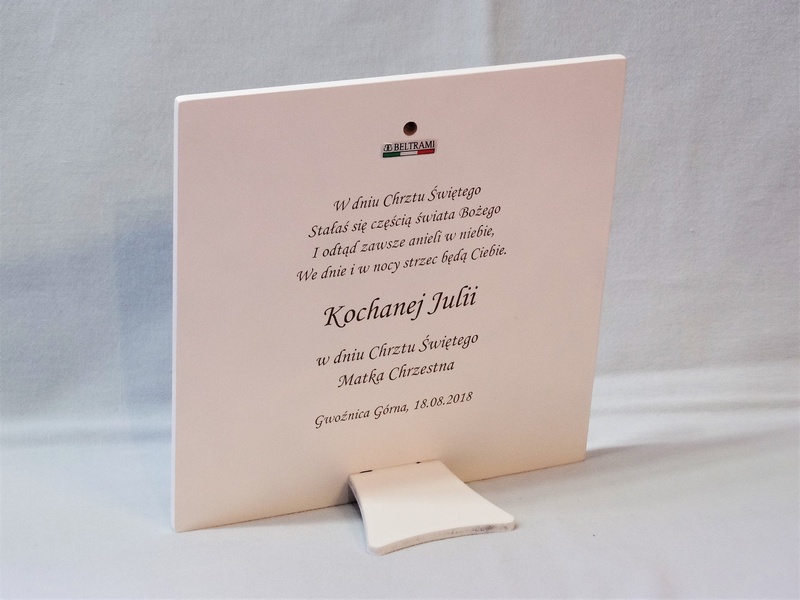 BELTRAMI
W dniu Chrztu Świętego
Stałaś się częścią świata Bożego
I odtąd zawsze anieli w niebie,
We dnie i w nocy strzec będą Ciebie.
Kochanej Julii
w dniu Chrztu Świętego
Matka Chrzestna
Gwoźnica Górna, 18.08.2018